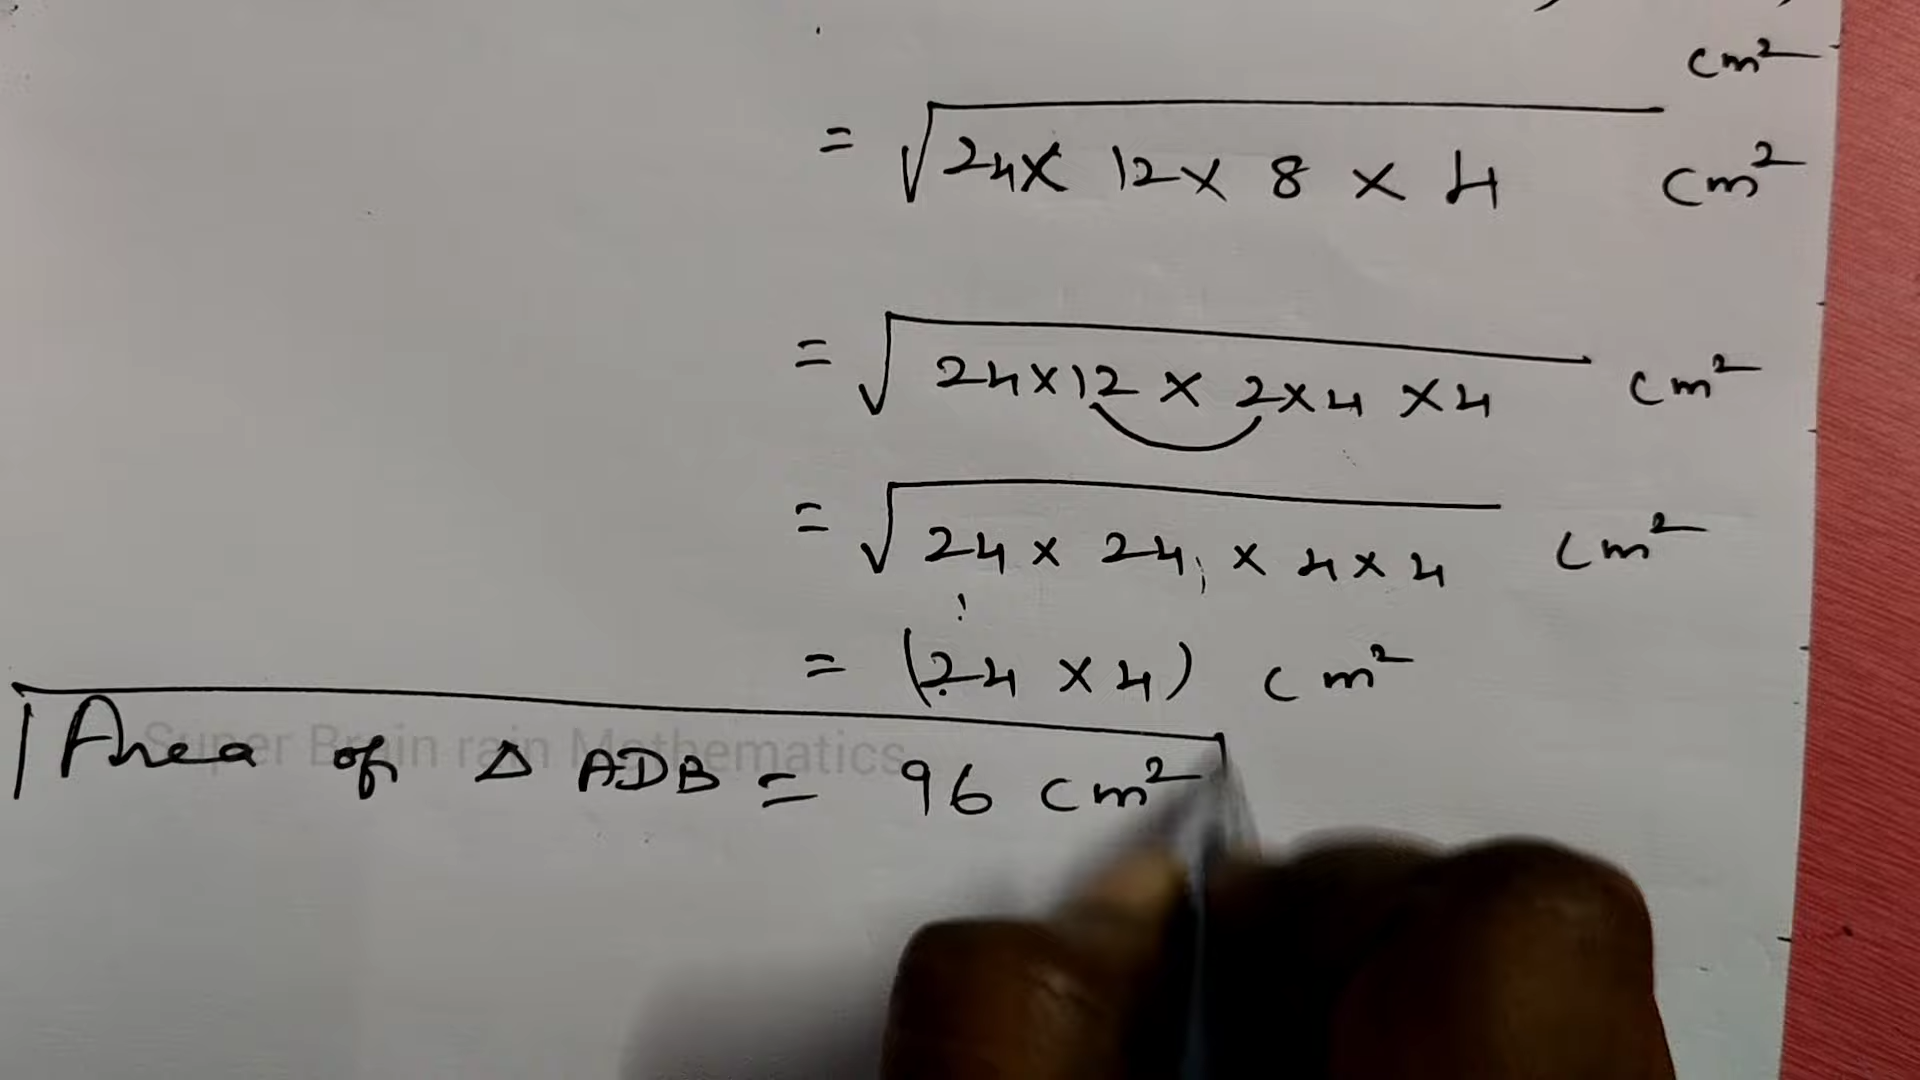 cm²
= √24 × 12 × 8 × 4 cm²
= √24 × 12 × 2 × 4 × 4 cm²
= √24 × 24 × 4 × 4 cm²
= (24 × 4) cm²
Area of Δ ADB = 96 cm²
Super Brain rain Mathematics